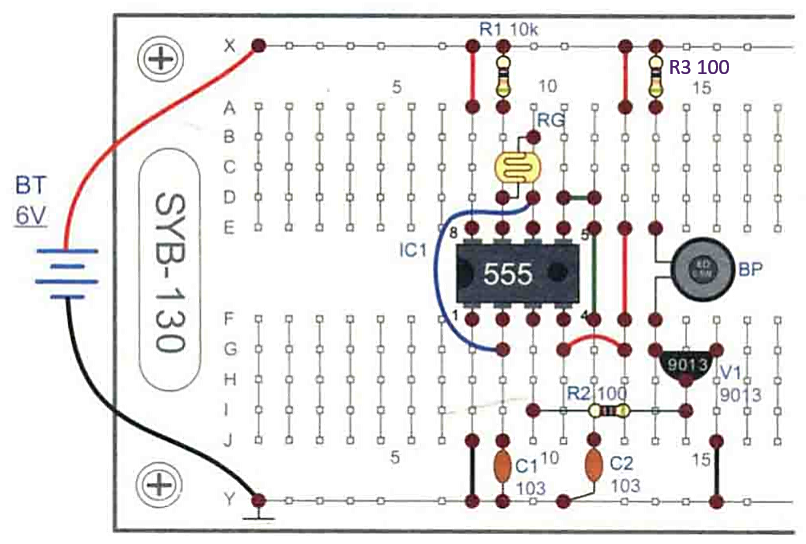 R1 10k
X
R3 100
5 10 15
A
B
RG
C
D
E
BT
6V
SYB-130
8 5
IC1
555
BP
1 4
F
G
H
9013
V1
9013
I
R2 100
J
5 10 15
C1
103
C2
103
Y